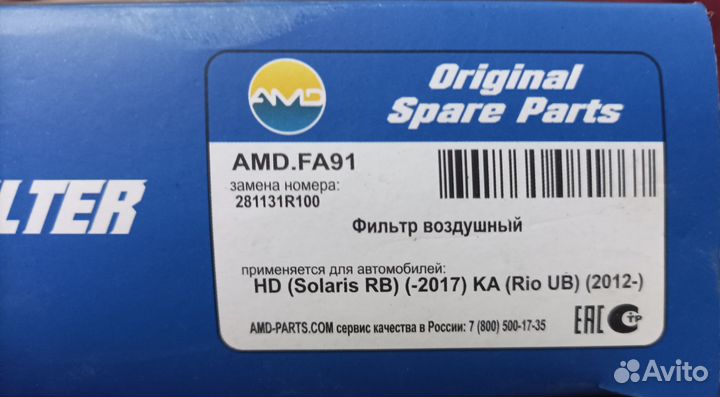 AMD
Original
Spare Parts
AMD.FA91
замена номера:
281131R100
LTER
Фильтр воздушный
применяется для автомобилей:
HD (Solaris RB) (-2017) KA (Rio UB) (2012-)
AMD-PARTS.COM сервис качества в России: 7 (800) 500-17-35
EAC
ТР
Avito